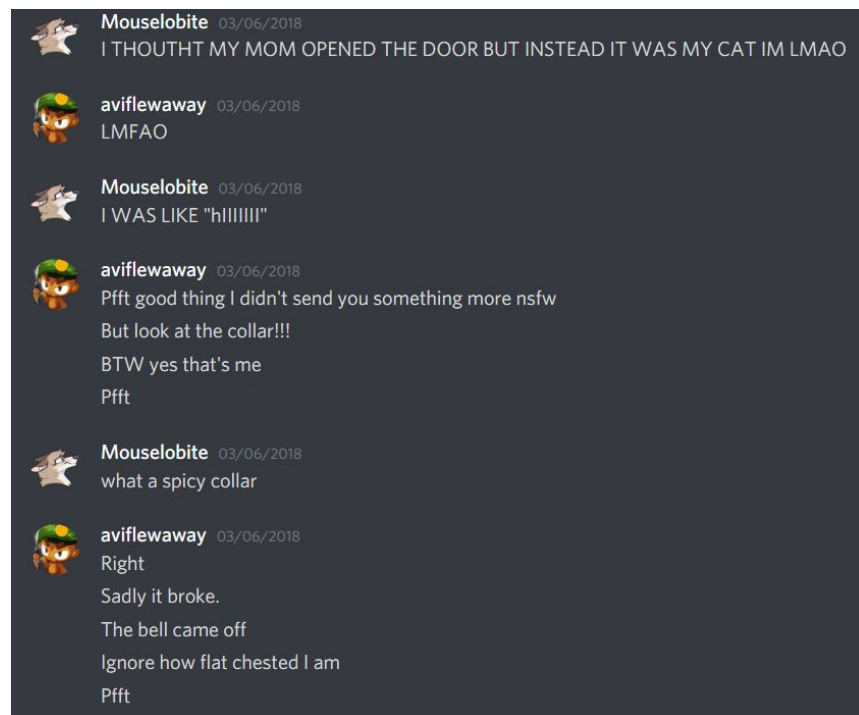 Mouselobite 03/06/2018
I THOUTHT MY MOM OPENED THE DOOR BUT INSTEAD IT WAS MY CAT IM LMAO
aviflewaway 03/06/2018
LMFAO
Mouselobite 03/06/2018
I WAS LIKE "hIIIIIII"
aviflewaway 03/06/2018
Pfft good thing I didn't send you something more nsfw
But look at the collar!!!
BTW yes that's me
Pfft
Mouselobite 03/06/2018
what a spicy collar
aviflewaway 03/06/2018
Right
Sadly it broke.
The bell came off
Ignore how flat chested I am
Pfft